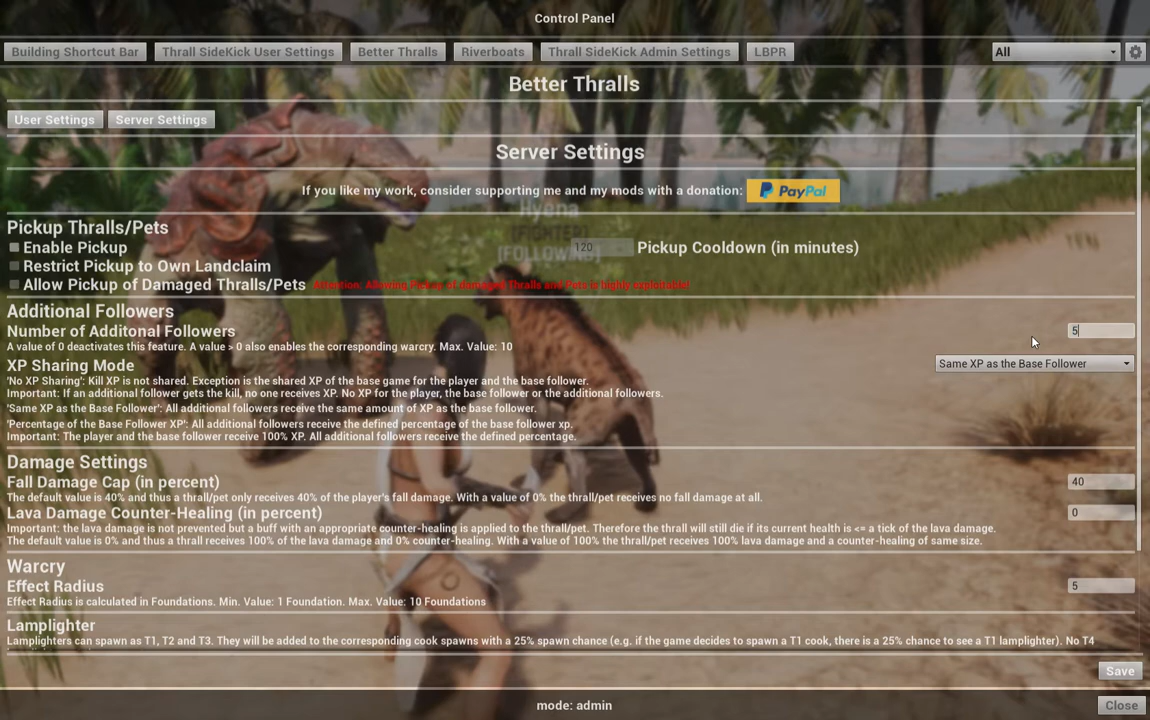 Control Panel
Building Shortcut Bar
Thrall SideKick User Settings
Better Thralls
Riverboats
Thrall SideKick Admin Settings
LBPR
All
Better Thralls
User Settings
Server Settings
Server Settings
If you like my work, consider supporting me and my mods with a donation:
PayPal
Hyena
[FIGHTER]
Pickup Thralls/Pets
Enable Pickup
120
Pickup Cooldown (in minutes)
Restrict Pickup to Own Landclaim
Allow Pickup of Damaged Thralls/Pets
Attention: Allowing Pickup of damaged Thralls and Pets is highly exploitable!
Additional Followers
Number of Additonal Followers
5
A value of 0 deactivates this feature. A value > 0 also enables the corresponding warcry. Max. Value: 10
XP Sharing Mode
Same XP as the Base Follower
'No XP Sharing': Kill XP is not shared. Exception is the shared XP of the base game for the player and the base follower.
Important: If an additional follower gets the kill, no one receives XP. No XP for the player, the base follower or the additional followers.
'Same XP as the Base Follower': All additional followers receive the same amount of XP as the base follower.
'Percentage of the Base Follower XP': All additional followers receive the defined percentage of the base follower xp.
Important: The player and the base follower receive 100% XP. All additional followers receive the defined percentage.
Damage Settings
Fall Damage Cap (in percent)
40
The default value is 40% and thus a thrall/pet only receives 40% of the player's fall damage. With a value of 0% the thrall/pet receives no fall damage at all.
Lava Damage Counter-Healing (in percent)
0
Important: the lava damage is not prevented but a buff with an appropriate counter-healing is applied to the thrall/pet. Therefore the thrall will still die if its current health is <= a tick of the lava damage.
The default value is 0% and thus a thrall receives 100% of the lava damage and 0% counter-healing. With a value of 100% the thrall/pet receives 100% lava damage and a counter-healing of same size.
Warcry
Effect Radius
5
Effect Radius is calculated in Foundations. Min. Value: 1 Foundation. Max. Value: 10 Foundations
Lamplighter
Lamplighters can spawn as T1, T2 and T3. They will be added to the corresponding cook spawns with a 25% spawn chance (e.g. if the game decides to spawn a T1 cook, there is a 25% chance to see a T1 lamplighter). No T4
Save
mode: admin
Close